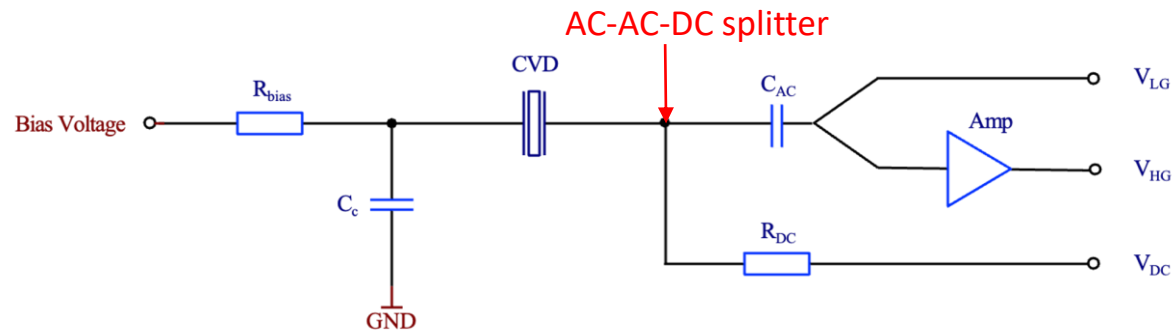 AC-AC-DC splitter
CVD
R_bias
C_AC
V_LG
Bias Voltage
Amp
V_HG
C_c
R_DC
V_DC
GND